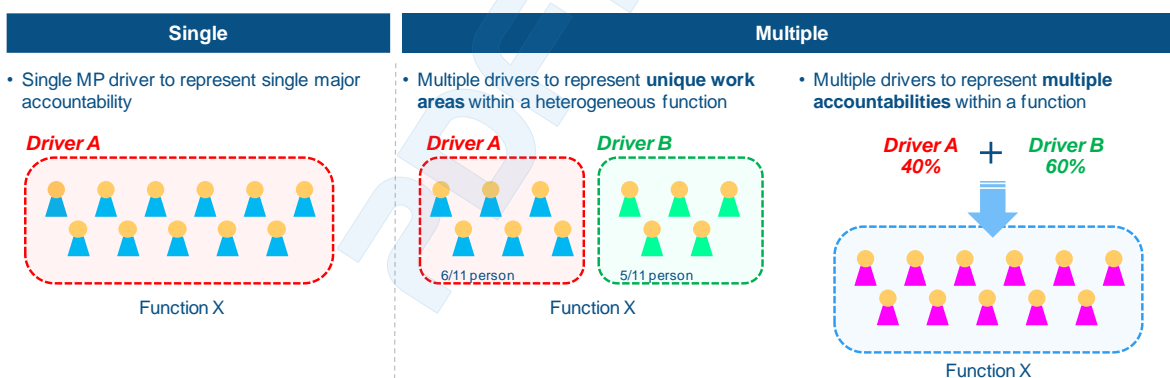 Single
Multiple
• Single MP driver to represent single major
accountability
Driver A
Function X
• Multiple drivers to represent unique work
areas within a heterogeneous function
Driver A
Driver B
6/11 person
5/11 person
Function X
• Multiple drivers to represent multiple
accountabilities within a function
Driver A
40%
+
Driver B
60%
Function X